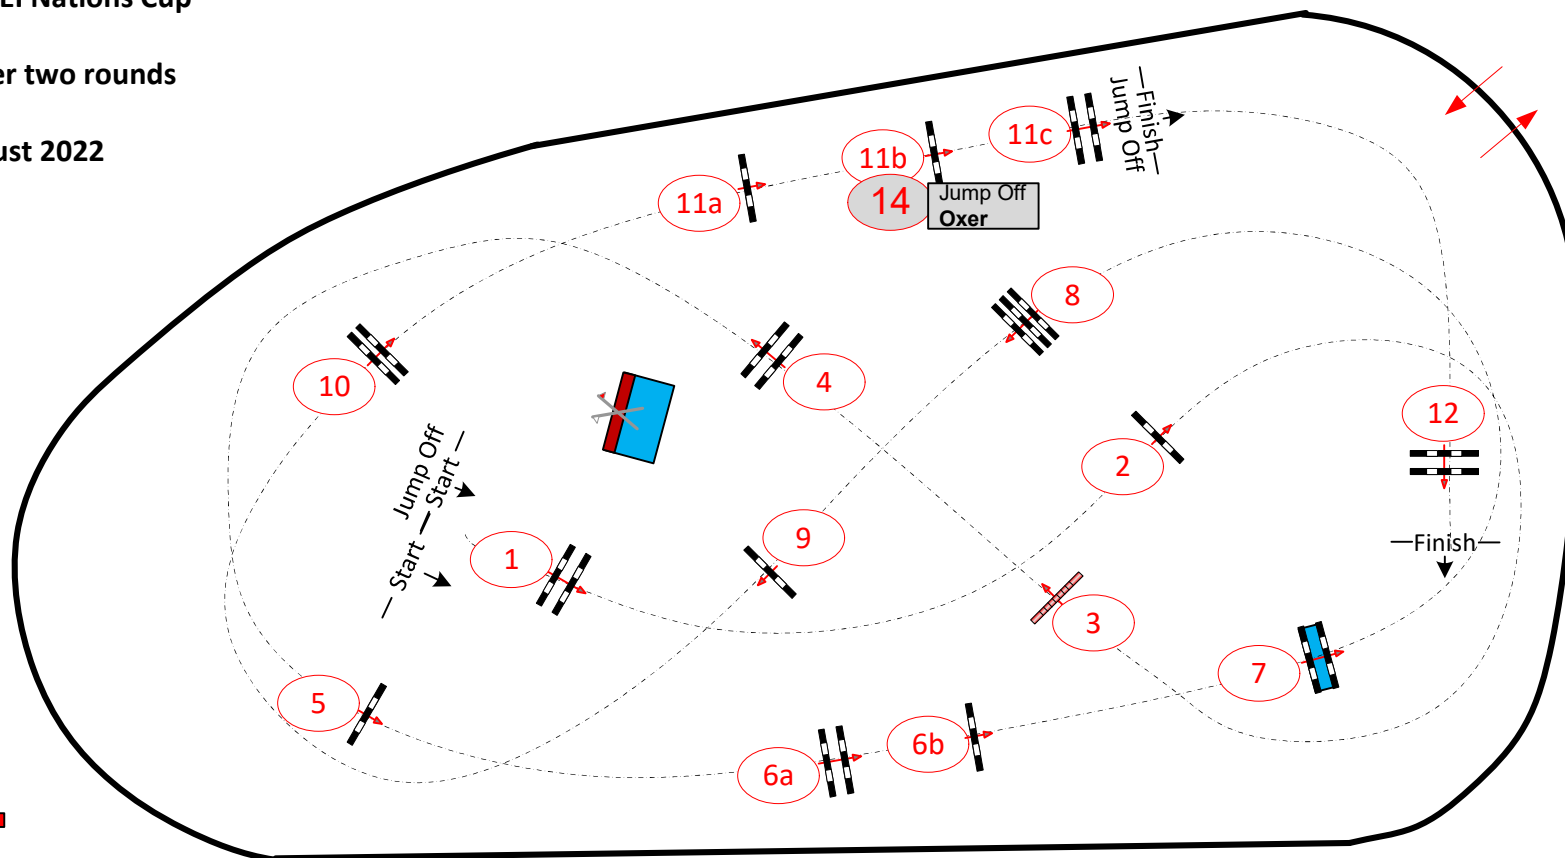 EI Nations Cup
er two rounds
ust 2022
—Finish—
Jump Off
11c
11b
11a
14
Jump Off
Oxer
8
10
4
12
2
Jump Off
— Start — Start —
9
1
—Finish—
3
7
5
6b
6a